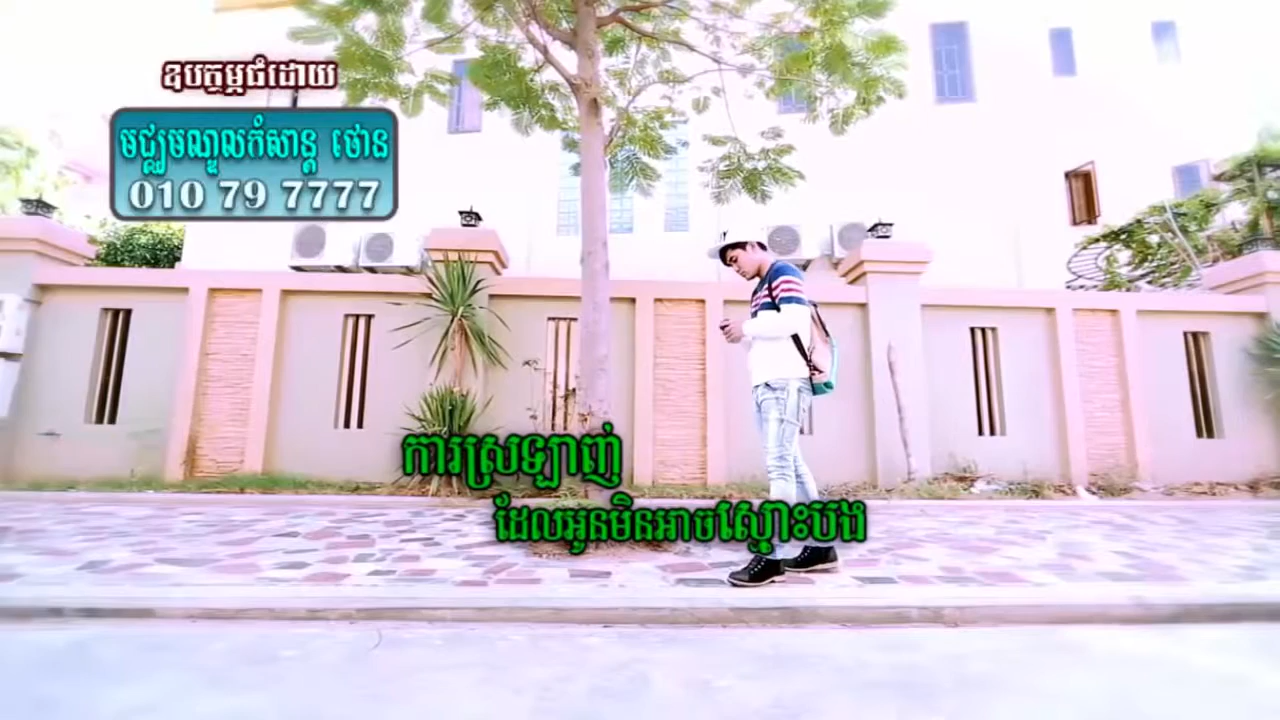 ឧបត្ថម្ភជំដោយ
មជ្ឈមណ្ឌលកំសាន្ត ថោន
010 79 7777
ការស្រឡាញ់
ដែលអូនមិនអាចស្មោះបង